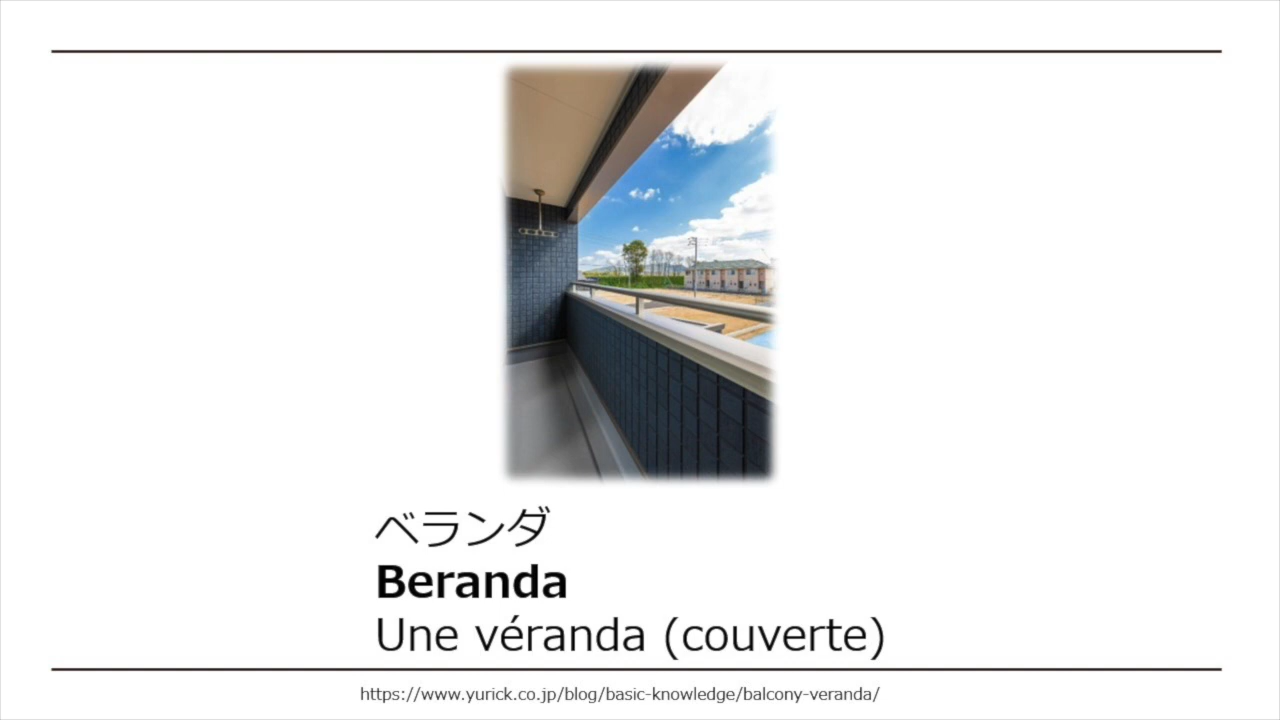 ベランダ
Beranda
Une véranda (couverte)
https://www.yurick.co.jp/blog/basic-knowledge/balcony-veranda/